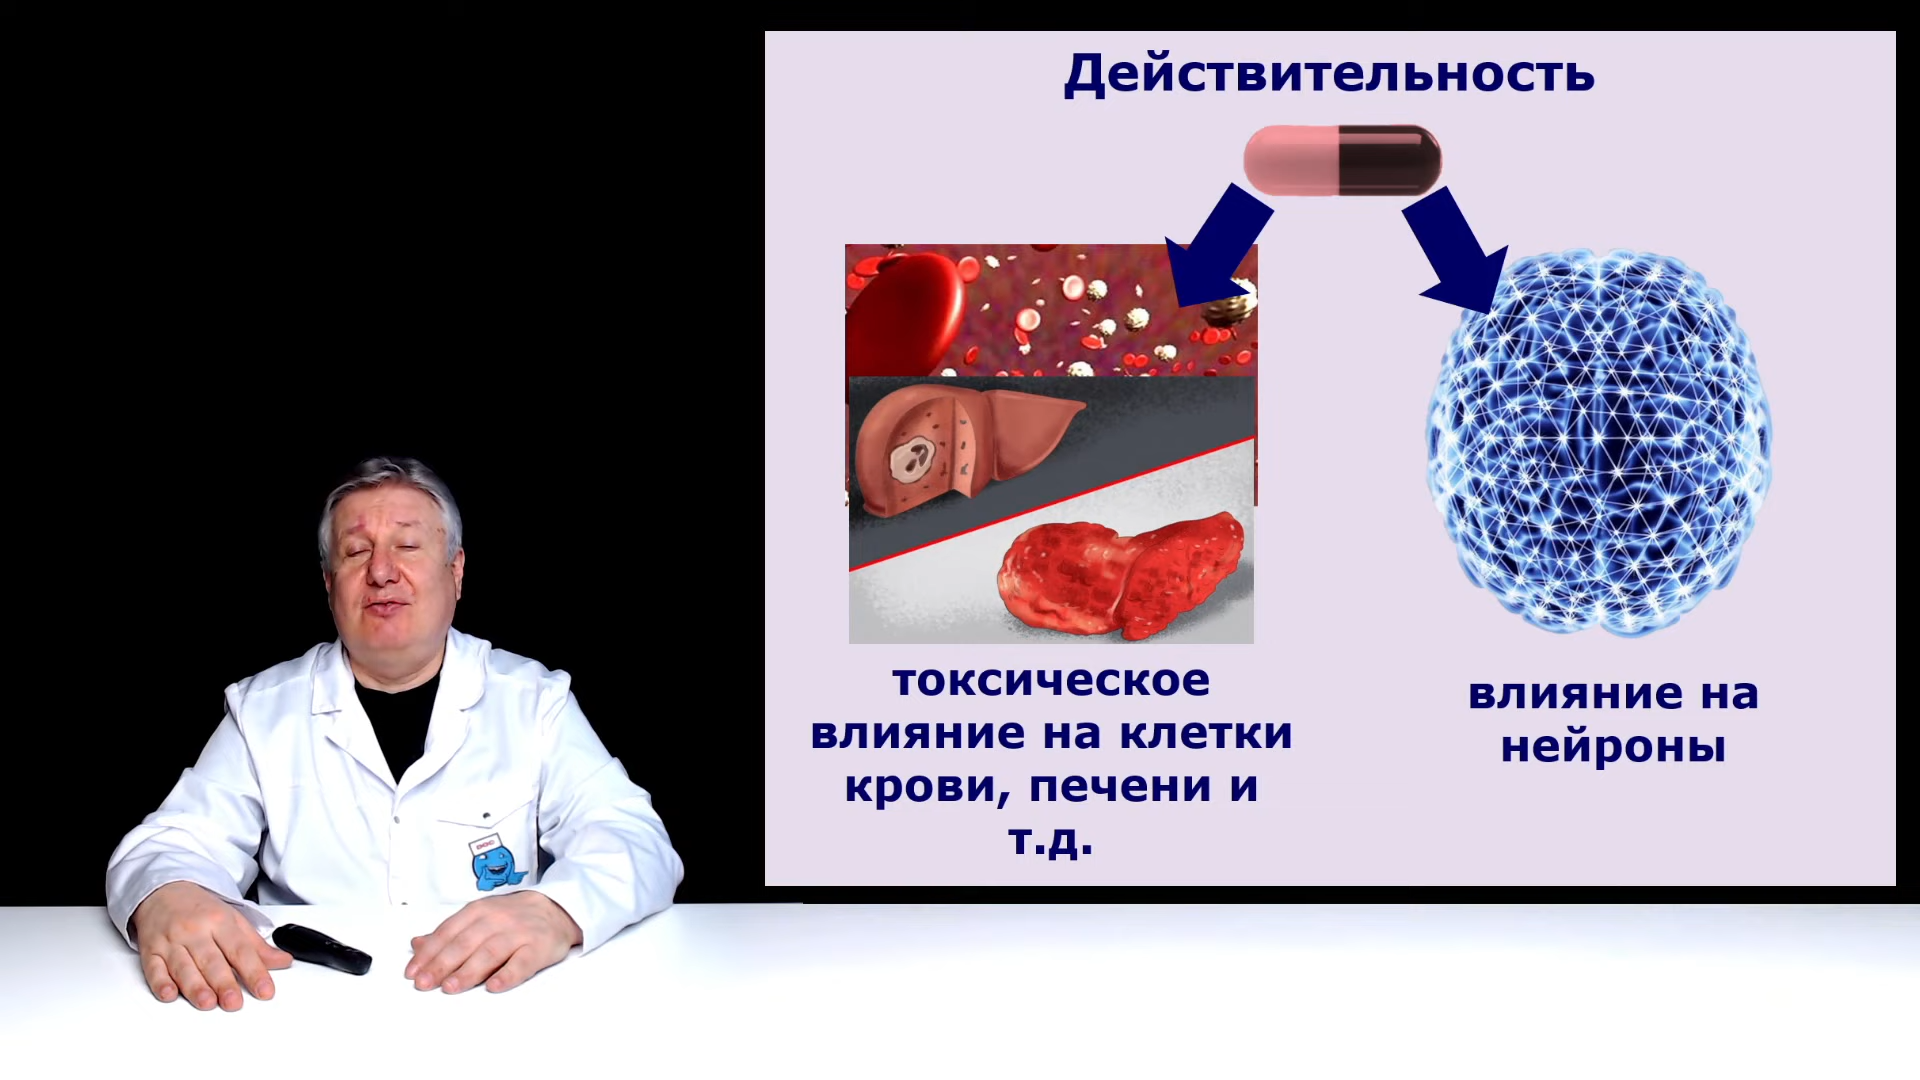 Действительность
токсическое
влияние на клетки
крови, печени и
т.д.
влияние на
нейроны